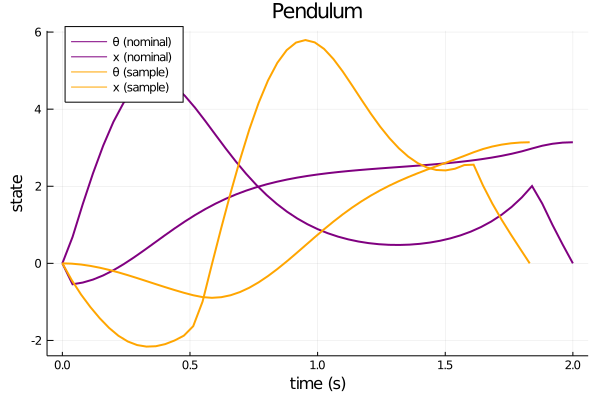 Pendulum
θ (nominal)
x (nominal)
θ (sample)
x (sample)
6
4
2
0
-2
state
0.0 0.5 1.0 1.5 2.0
time (s)